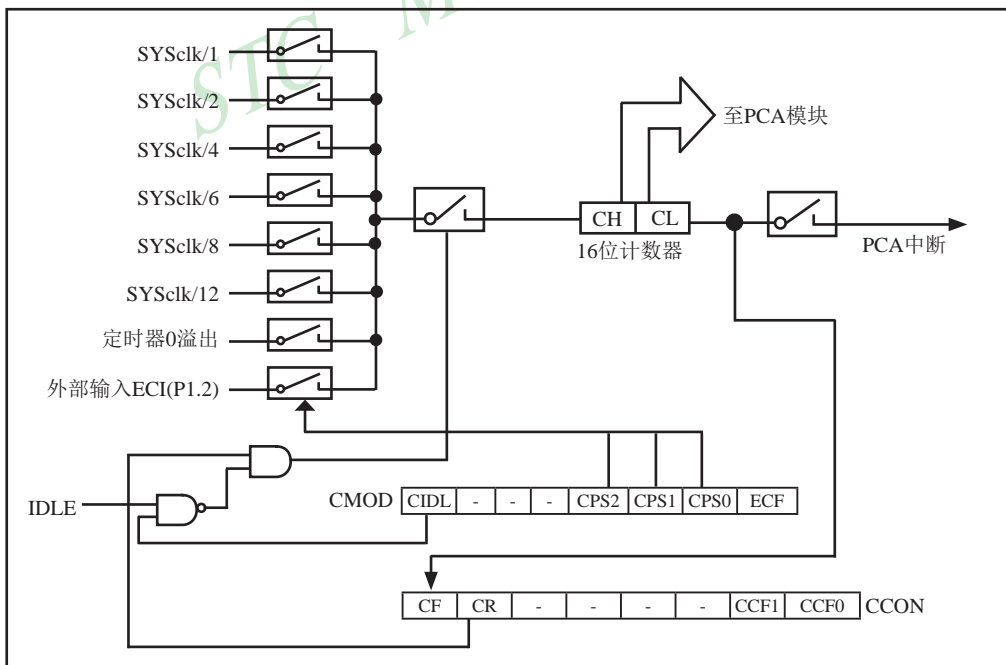 STC M
SYSclk/1
SYSclk/2
SYSclk/4
SYSclk/6
SYSclk/8
SYSclk/12
定时器0溢出
外部输入ECI(P1.2)
至PCA模块
CH CL
16位计数器
PCA中断
IDLE
CMOD CIDL - - - CPS2 CPS1 CPS0 ECF
CF CR - - - - CCF1 CCF0 CCON